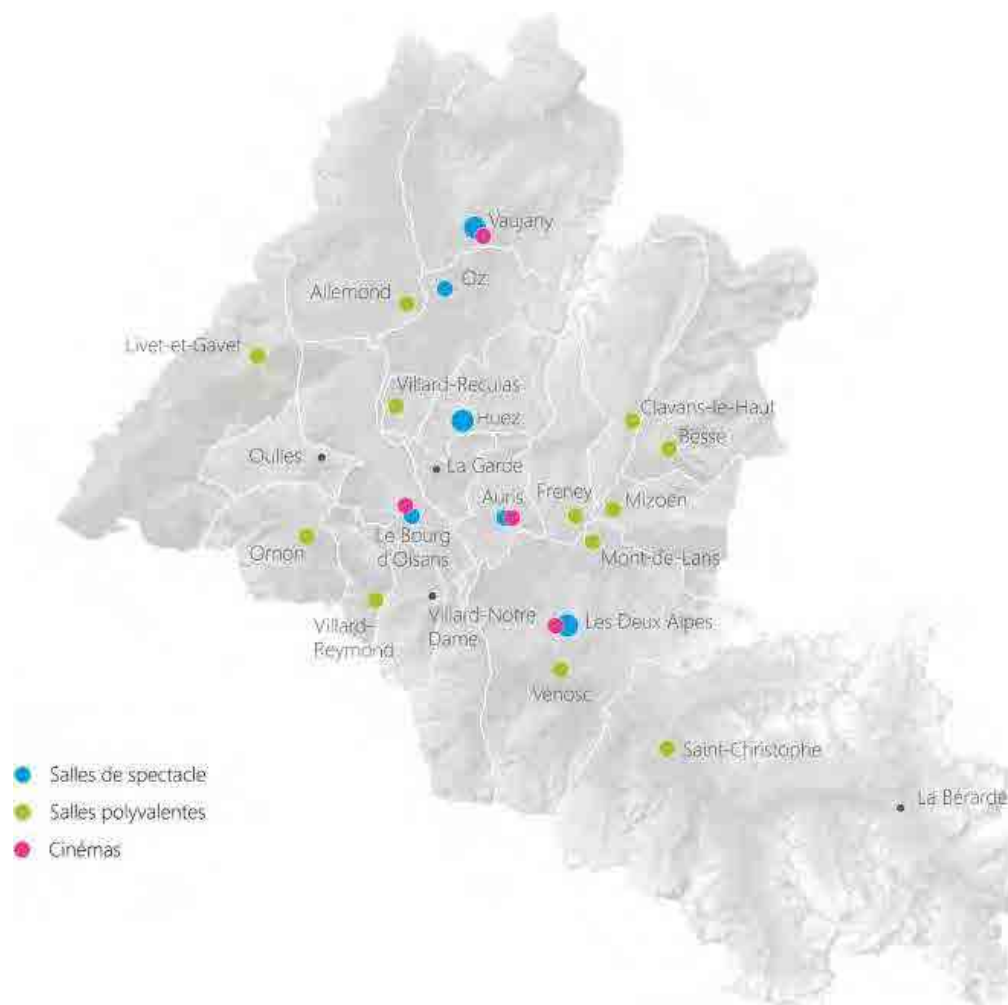 Vaujany
Oz
Allemond
Livet-et-Gavet
Villard-Reculas
Huez
Clavans-le-Haut
Besse
Oulles
La Garde
Auris
Freney
Mizoën
Le Bourg
d'Oisans
Ornon
Mont-de-Lans
Villard-Notre
Dame
Les Deux Alpes
Villard-
Reymond
Venosc
Saint-Christophe
La Bérarde
Salles de spectacle
Salles polyvalentes
Cinémas